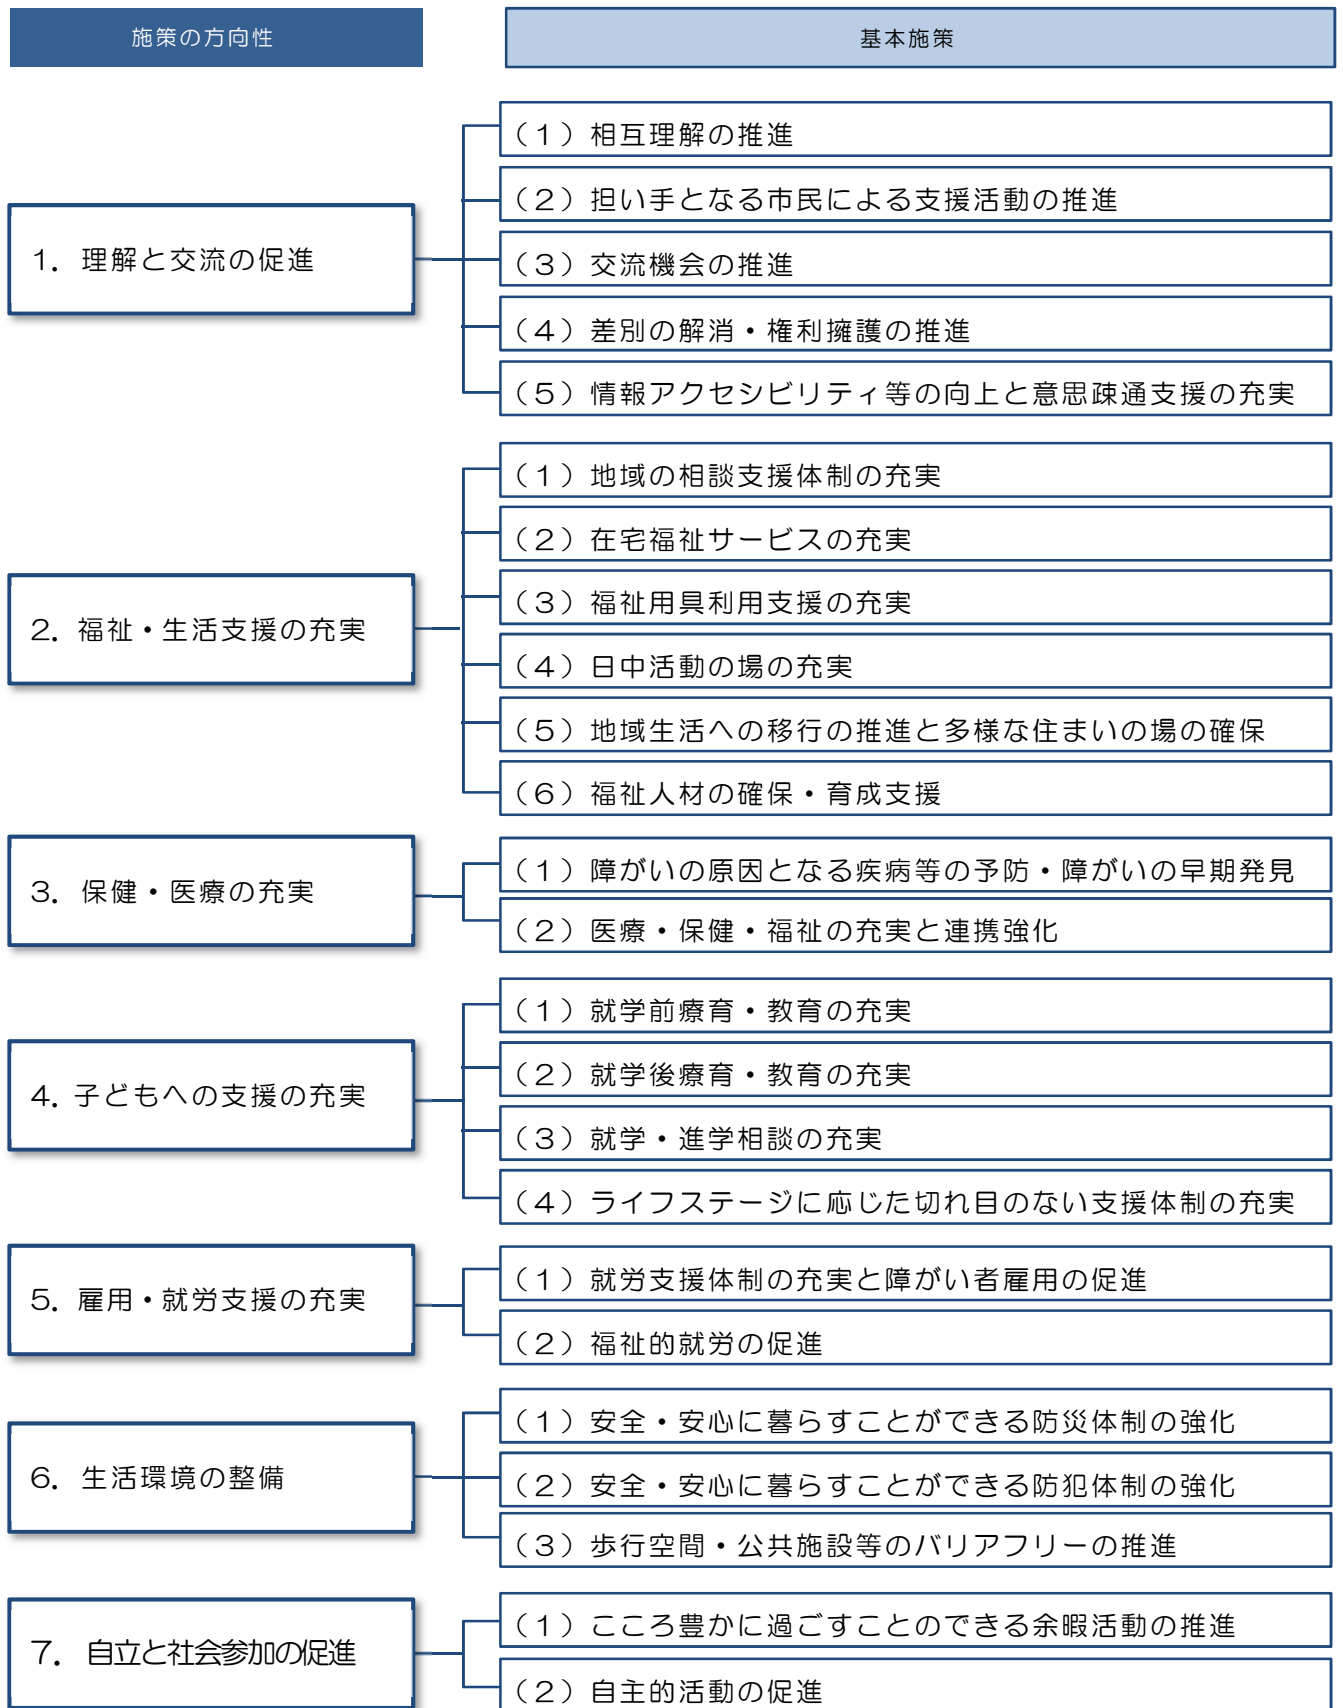 施策の方向性
基本施策
1．理解と交流の促進
（１）相互理解の推進
（２）担い手となる市民による支援活動の推進
（３）交流機会の推進
（４）差別の解消・権利擁護の推進
（５）情報アクセシビリティ等の向上と意思疎通支援の充実
2．福祉・生活支援の充実
（１）地域の相談支援体制の充実
（２）在宅福祉サービスの充実
（３）福祉用具利用支援の充実
（４）日中活動の場の充実
（５）地域生活への移行の推進と多様な住まいの場の確保
（６）福祉人材の確保・育成支援
3．保健・医療の充実
（１）障がいの原因となる疾病等の予防・障がいの早期発見
（２）医療・保健・福祉の充実と連携強化
4．子どもへの支援の充実
（１）就学前療育・教育の充実
（２）就学後療育・教育の充実
（３）就学・進学相談の充実
（４）ライフステージに応じた切れ目のない支援体制の充実
5．雇用・就労支援の充実
（１）就労支援体制の充実と障がい者雇用の促進
（２）福祉的就労の促進
6．生活環境の整備
（１）安全・安心に暮らすことができる防災体制の強化
（２）安全・安心に暮らすことができる防犯体制の強化
（３）歩行空間・公共施設等のバリアフリーの推進
7．自立と社会参加の促進
（１）こころ豊かに過ごすことのできる余暇活動の推進
（２）自主的活動の促進